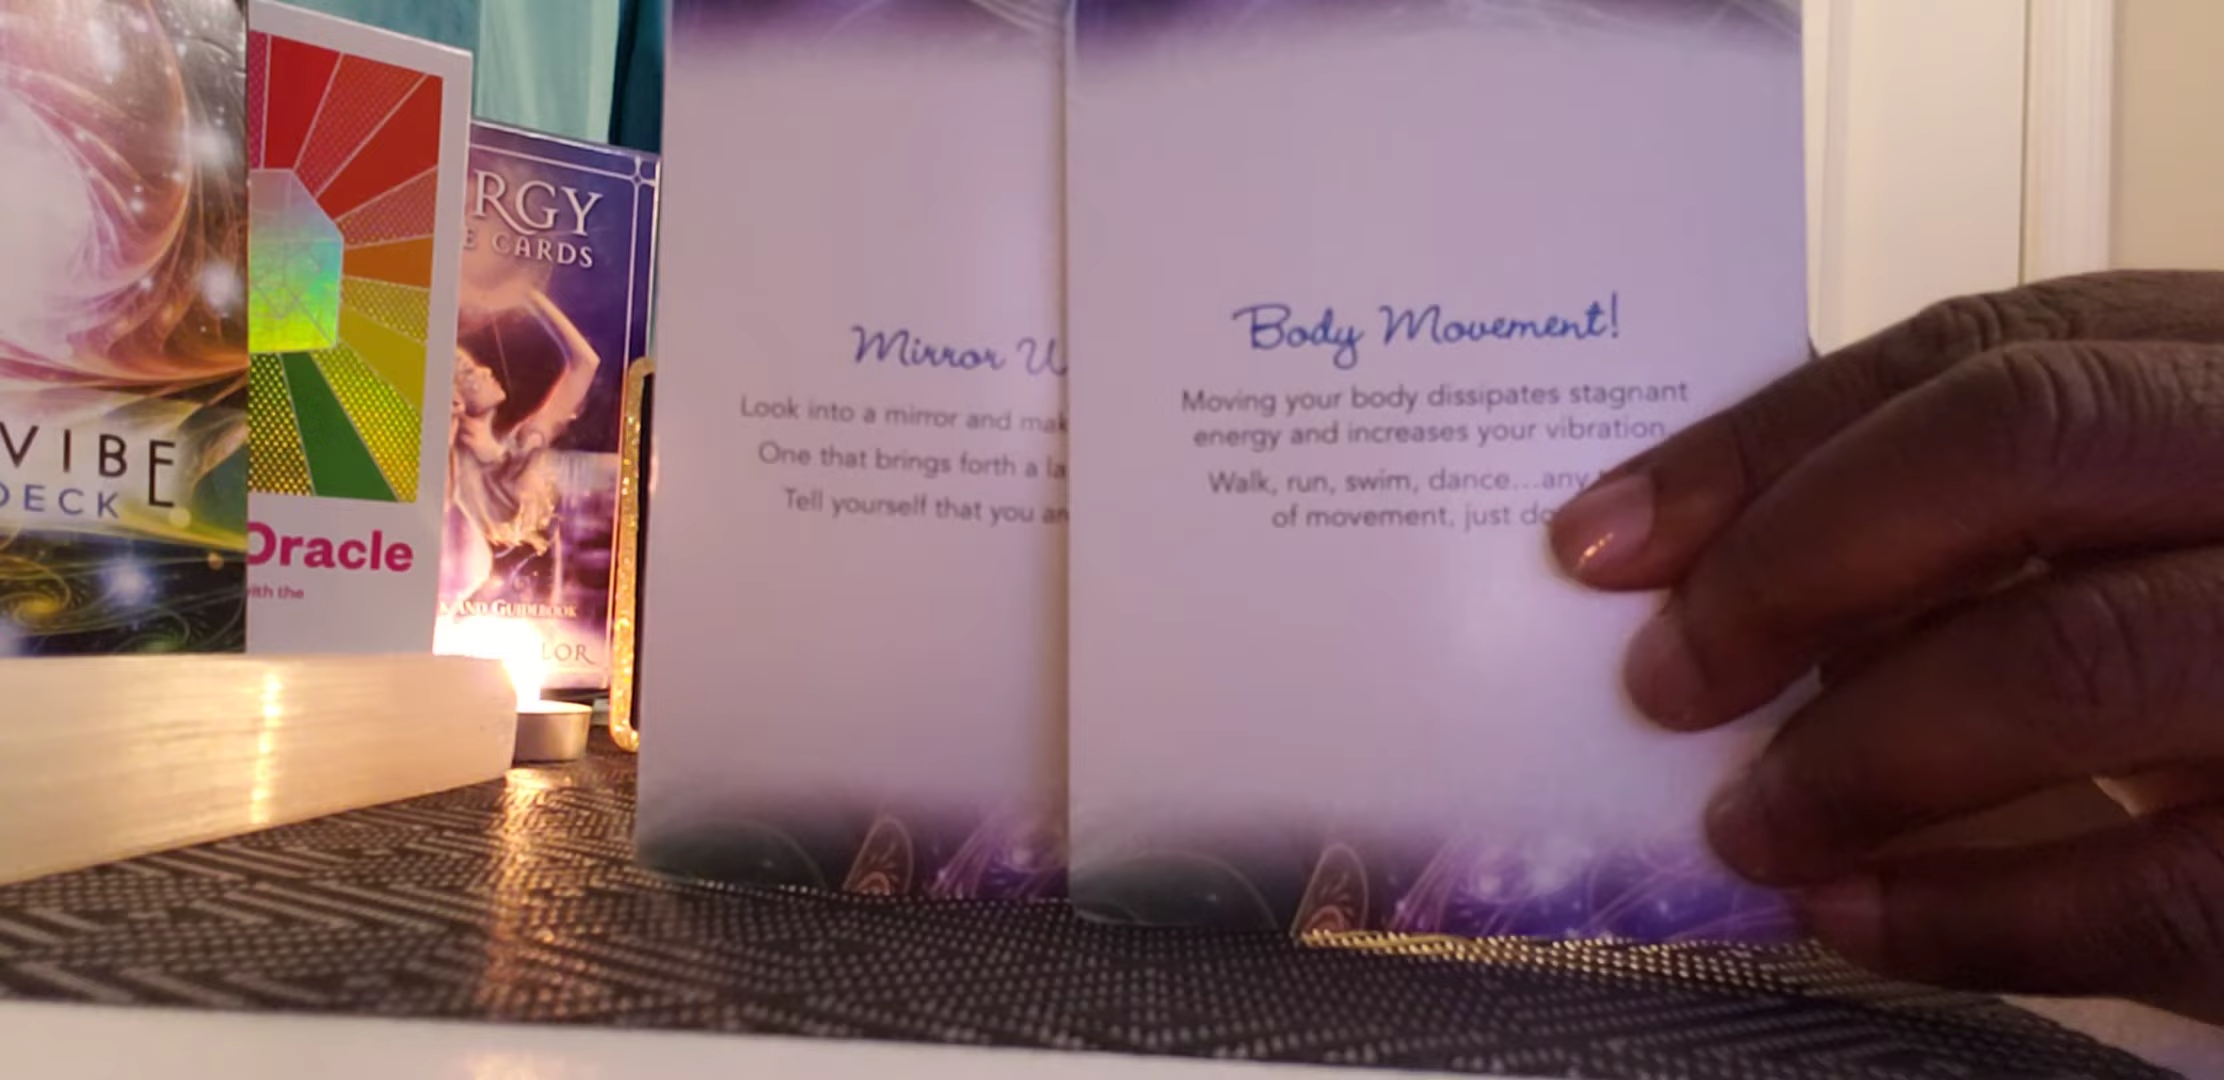 VIBE
DECK
Oracle
with the
RGY
E CARDS
K AND GUIDEBOOK
LOR
Mirror
Look into a mirror and mak
One that brings forth a la
Tell yourself that you an
Body Movement!
Moving your body dissipates stagnant
energy and increases your vibration
Walk, run, swim, dance...any
of movement, just do